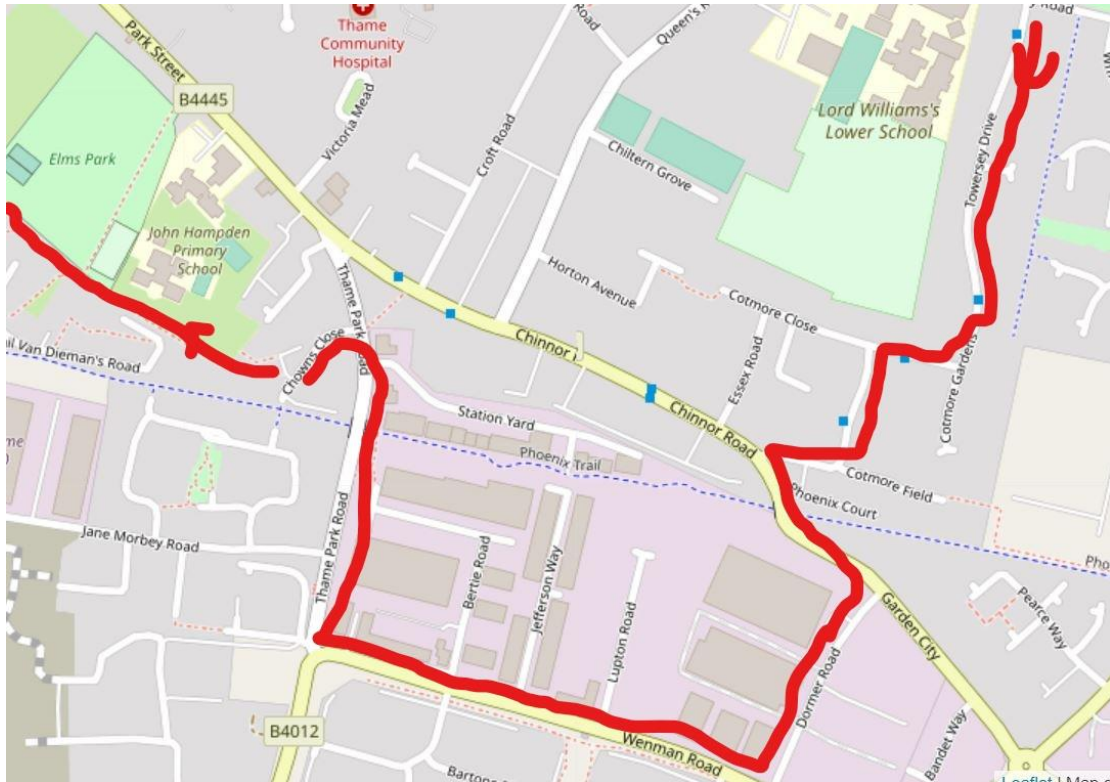 Park Street
B4445
Elms Park
Thame
Community
Hospital
Victoria Mead
Croft Road
Road
Queen's R
Chiltern Grove
Lord Williams's
Lower School
Towersey Drive
Road
John Hampden
Primary
School
Thame Park Road
Chowns Close
Horton Avenue
Cotmore Close
Chinnor
Essex Road
Cotmore Gardens
ail Van Dieman's Road
Station Yard
Chinnor Road
Phoenix Trail
Cotmore Field
Phoenix Court
Pho
Jane Morbey Road
Thame Park Road
Bertie Road
Jefferson Way
Lupton Road
Garden City
Pearce Way
Dormer Road
B4012
Wenman Road
Bandet Way
Leaflet | Map